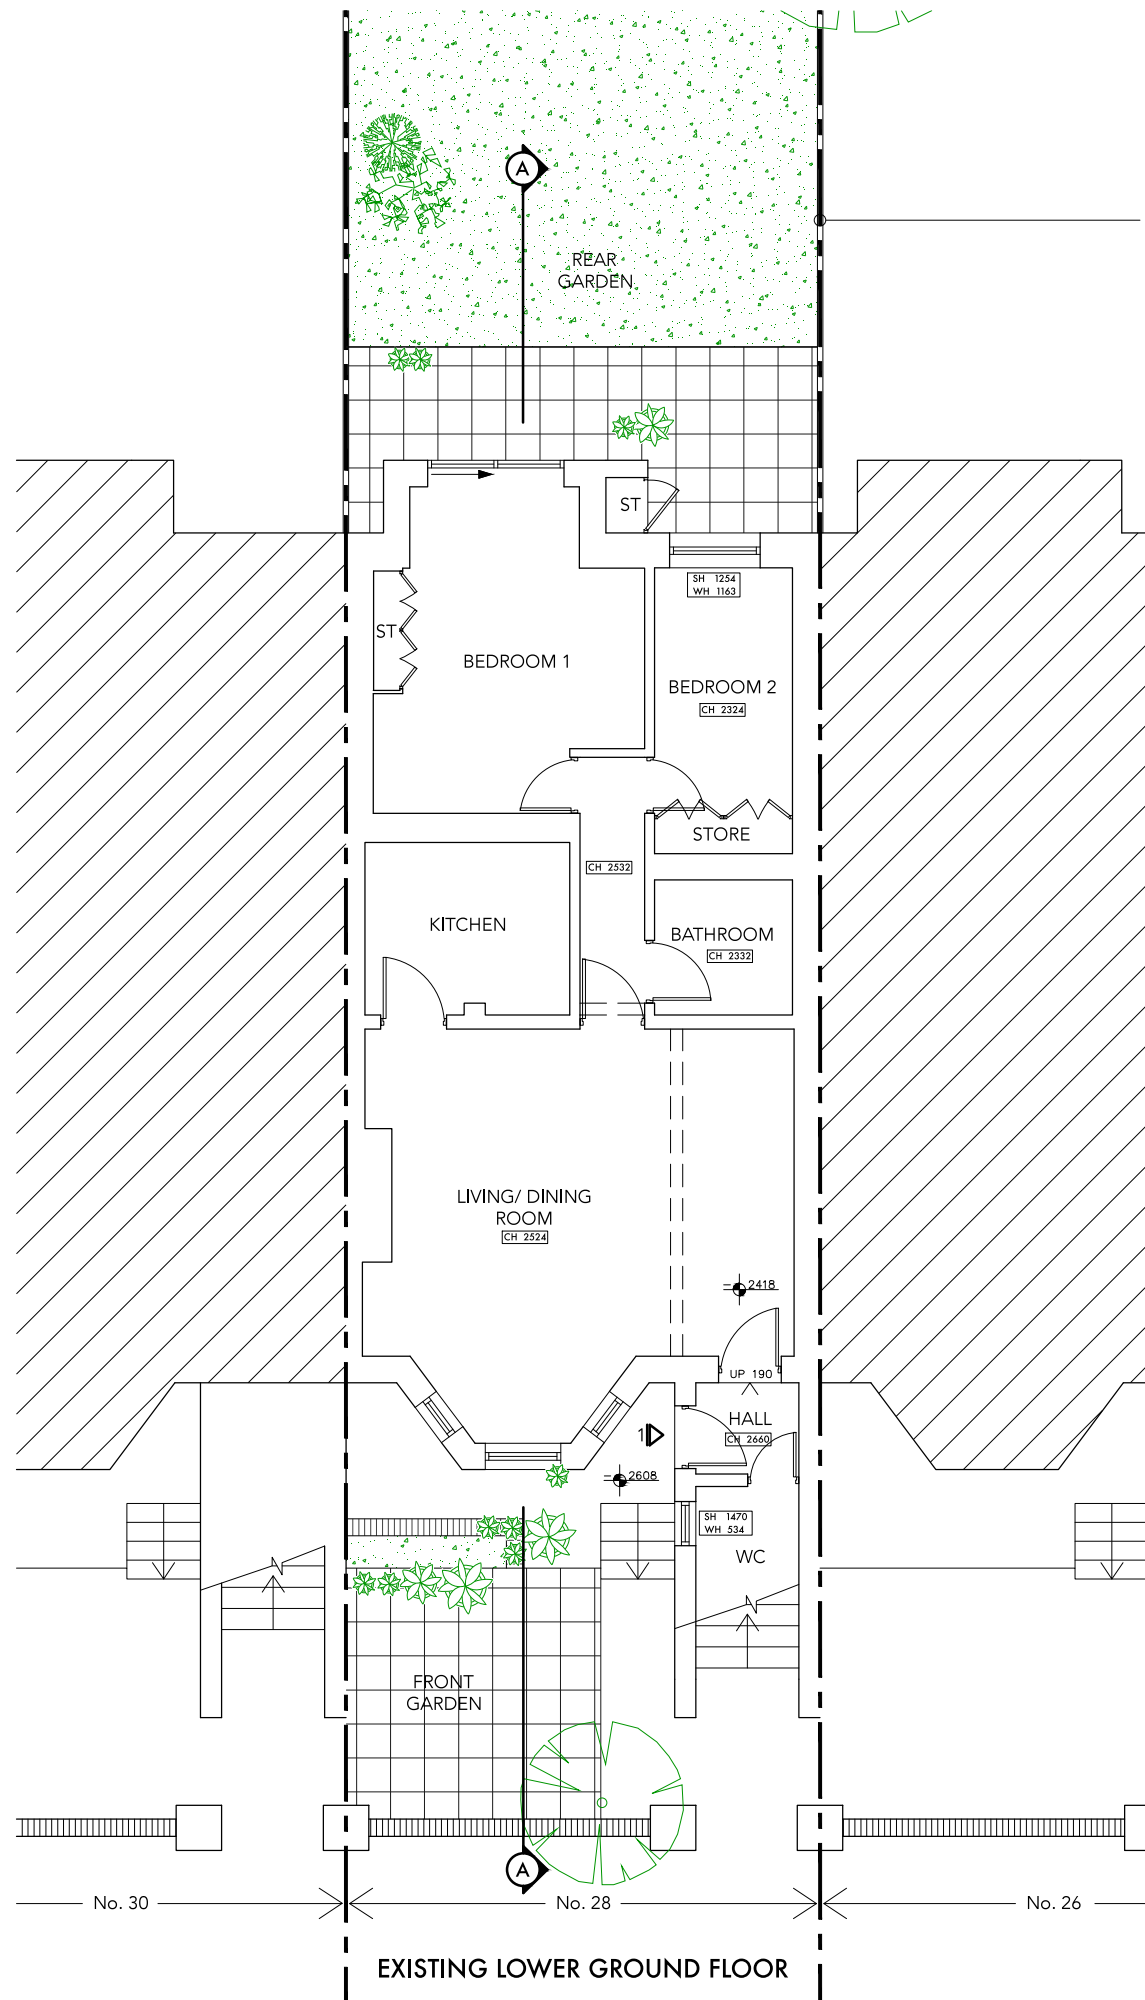 A
REAR
GARDEN
ST
SH 1254
WH 1163
ST
BEDROOM 1
BEDROOM 2
CH 2324
STORE
CH 2532
KITCHEN
BATHROOM
CH 2332
LIVING/ DINING
ROOM
CH 2524
2418
UP 190
HALL
CH 2660
1
2608
SH 1470
WH 534
WC
FRONT
GARDEN
A
No. 30
No. 28
No. 26
EXISTING LOWER GROUND FLOOR